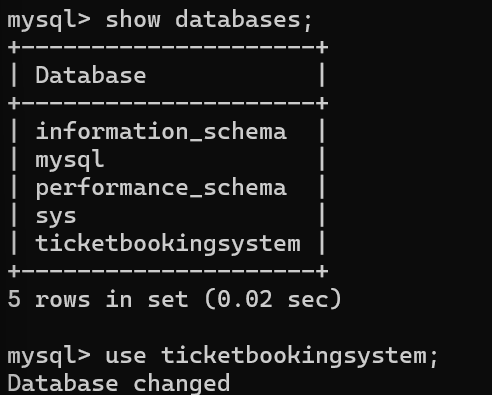 mysql> show databases;
+--------------------+
| Database           |
+--------------------+
| information_schema |
| mysql              |
| performance_schema |
| sys                |
| ticketbookingsystem |
+--------------------+
5 rows in set (0.02 sec)
mysql> use ticketbookingsystem;
Database changed